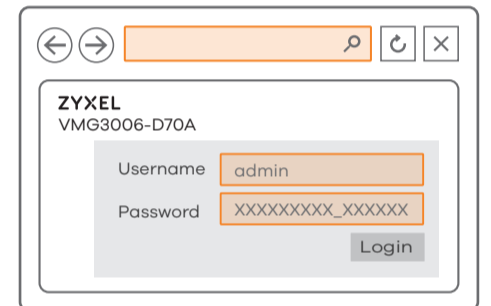 ZYXEL
VMG3006-D70A
Username admin
Password XXXXXXXXX_XXXXXX
Login